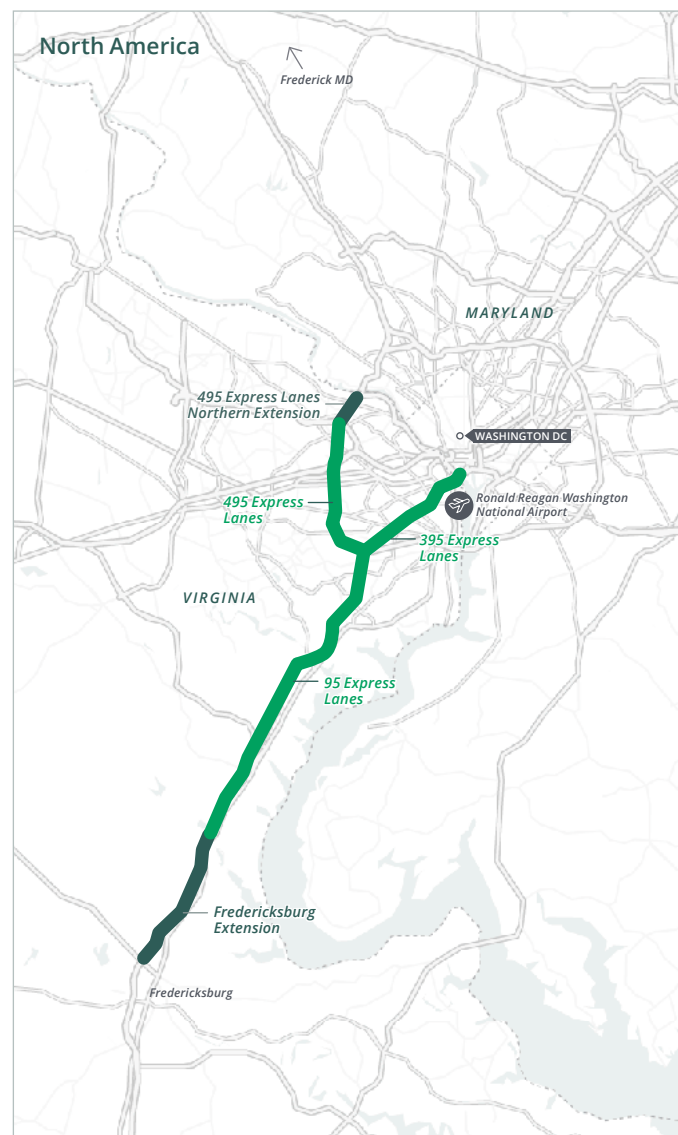 North America
Frederick MD
MARYLAND
495 Express Lanes
Northern Extension
WASHINGTON DC
495 Express
Lanes
Ronald Reagan Washington
National Airport
395 Express
Lanes
VIRGINIA
95 Express
Lanes
Fredericksburg
Extension
Fredericksburg